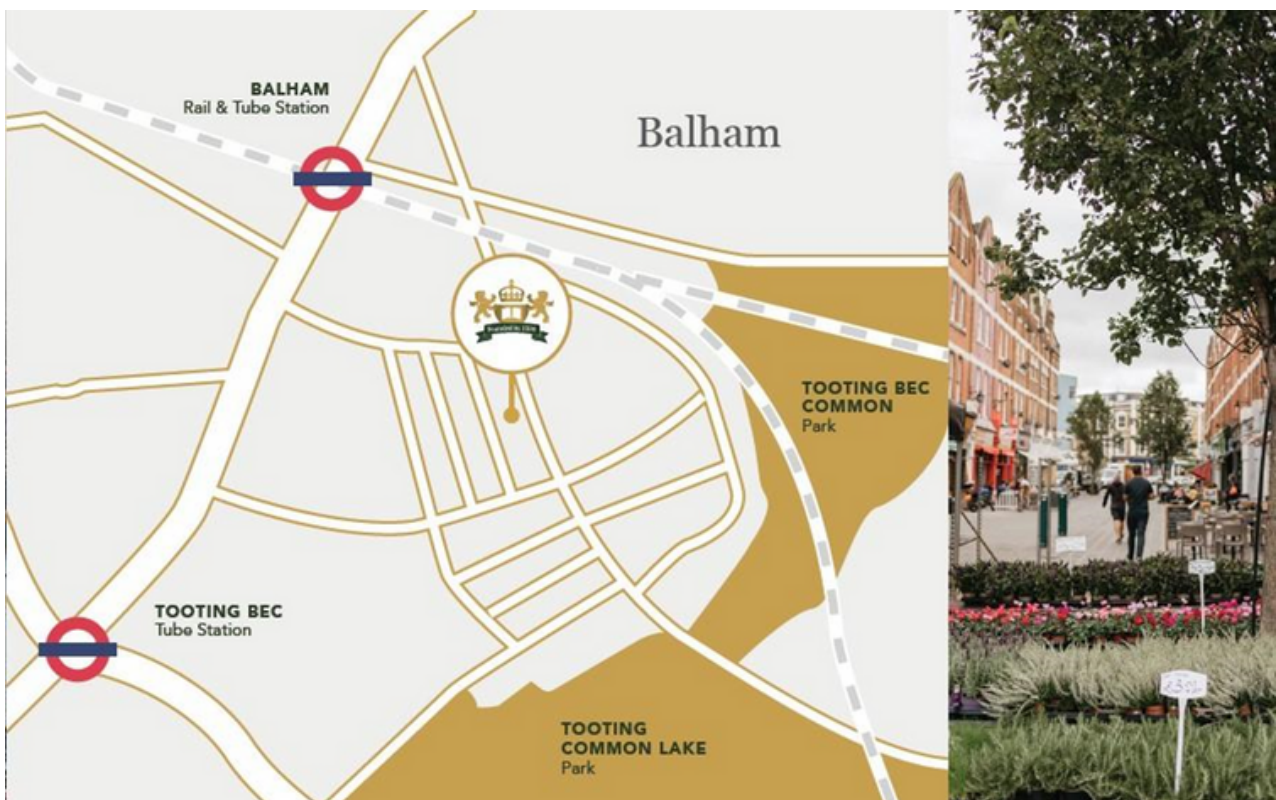 BALHAM
Rail & Tube Station
Balham
TOOTING BEC
COMMON
Park
TOOTING BEC
Tube Station
TOOTING
COMMON LAKE
Park